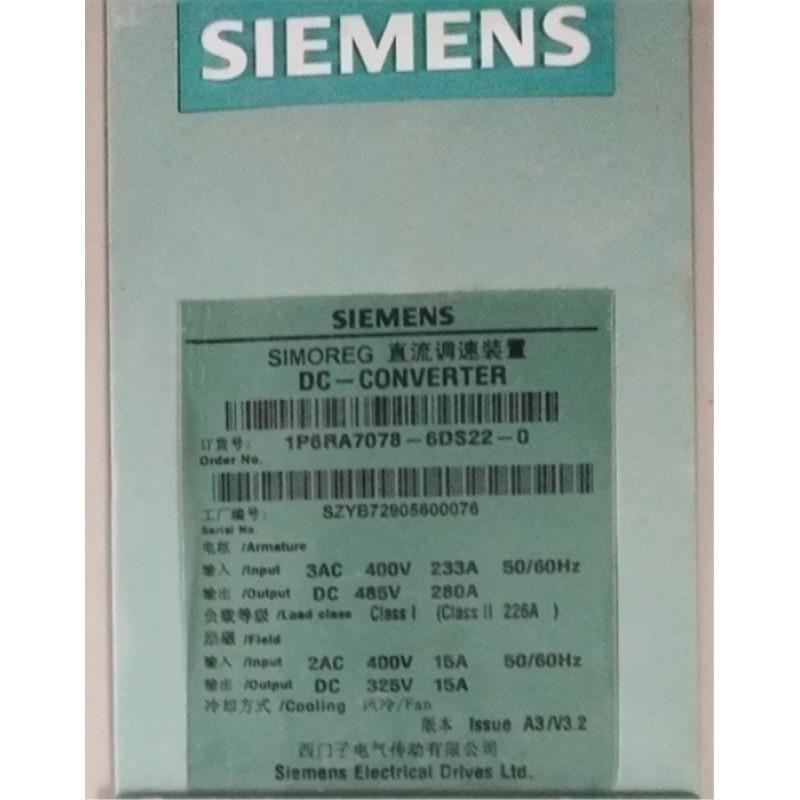 SIEMENS
SIEMENS
SIMOREG 直流调速装置
DC-CONVERTER
订货号: 1P6RA7078-6DS22-0
Order No.
工厂编号: SZYB72905600076
Serial No.
电枢 /Armature
输入 /Input 3AC 400V 233A 50/60Hz
输出 /Output DC 485V 280A
负载等级 /Load class Class I (Class II 226A )
励磁 /Field
输入 /Input 2AC 400V 15A 50/60Hz
输出 /Output DC 325V 15A
冷却方式 /Cooling 风冷/Fan
版本 Issue A3/V3.2
西门子电气传动有限公司
Siemens Electrical Drives Ltd.